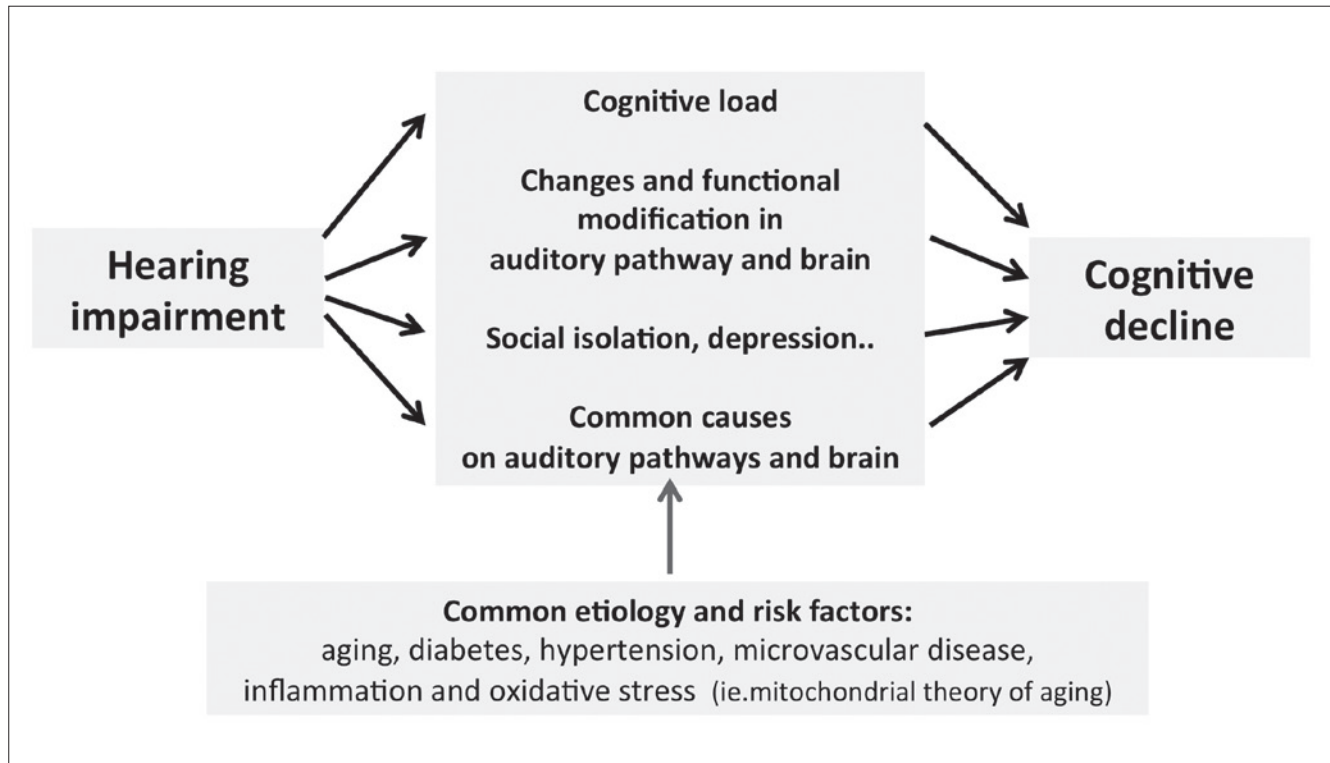 Cognitive load
Changes and functional
modification in
auditory pathway and brain
Hearing
impairment
Cognitive
decline
Social isolation, depression..
Common causes
on auditory pathways and brain
Common etiology and risk factors:
aging, diabetes, hypertension, microvascular disease,
inflammation and oxidative stress (ie.mitochondrial theory of aging)